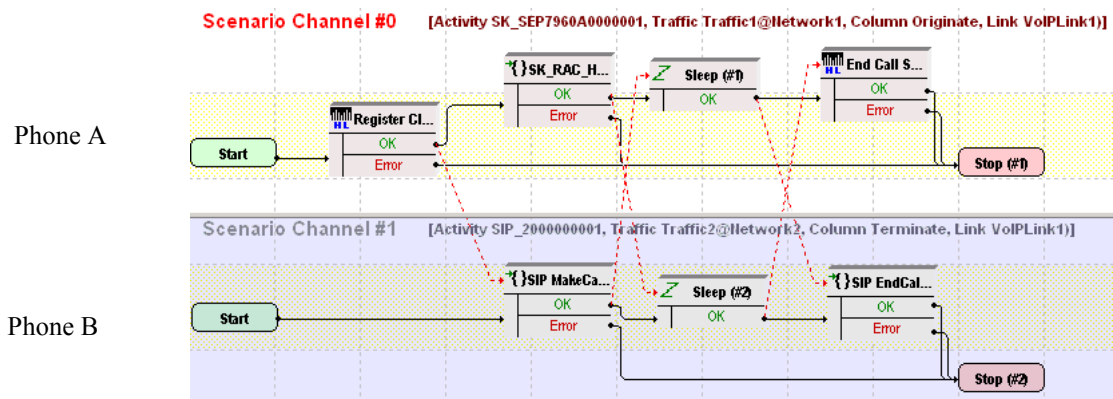 Scenario Channel #0 [Activity SK_SEP7960A0000001, Traffic Traffic1@Network1, Column Originate, Link VoIPLink1)]
{}SK_RAC_H...
OK
Error
Sleep (#1)
OK
HL End Call S...
OK
Error
Phone A
Start
HL Register Cl...
OK
Error
Stop (#1)
Scenario Channel #1 [Activity SIP_2000000001, Traffic Traffic2@Network2, Column Terminate, Link VoIPLink1)]
Phone B
Start
{}SIP MakeCa...
OK
Error
Sleep (#2)
OK
{}SIP EndCal...
OK
Error
Stop (#2)